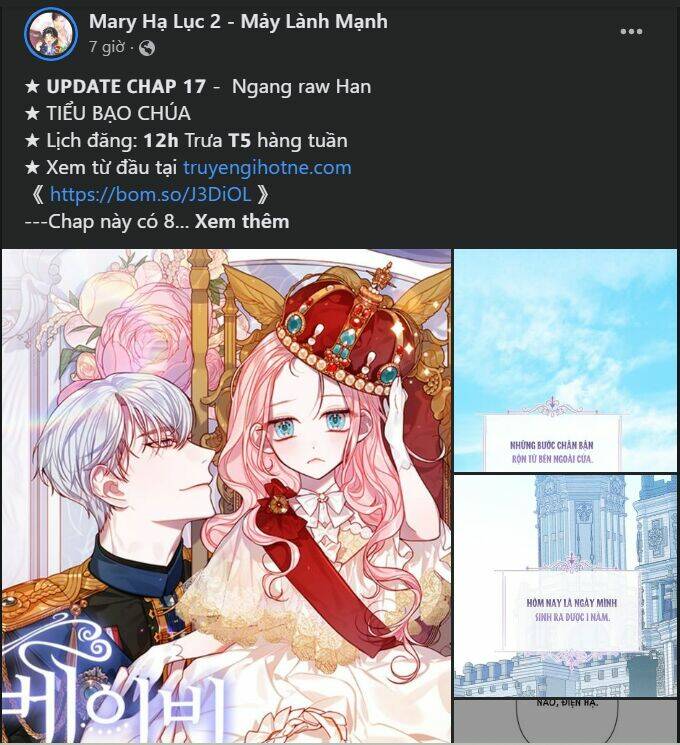 Mary Hạ Lục 2 - Mảy Lành Mạnh
7 giờ ·
★ UPDATE CHAP 17 - Ngang raw Han
★ TIỂU BẠO CHÚA
★ Lịch đăng: 12h Trưa T5 hàng tuần
★ Xem từ đầu tại truyengihotne.com
《 https://bom.so/J3DiOL 》
---Chap này có 8... Xem thêm
NHỮNG BƯỚC CHÂN BẬN
RỘN TỪ BÊN NGOÀI CỬA.
HÔM NAY LÀ NGÀY MÌNH
SINH RA ĐƯỢC 1 NĂM.
NÀO, ĐIỆN HẠ.
베이비